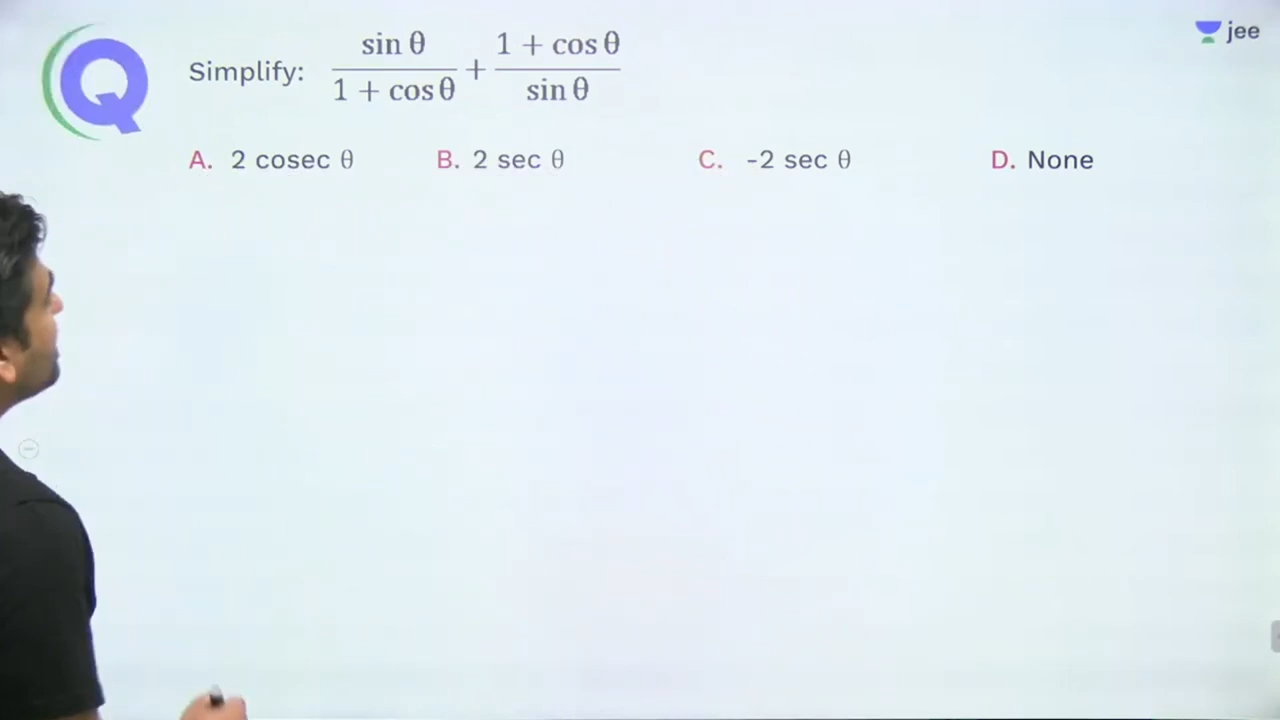 jee
Simplify: sin θ / 1 + cos θ + 1 + cos θ / sin θ
A. 2 cosec θ B. 2 sec θ C. -2 sec θ D. None